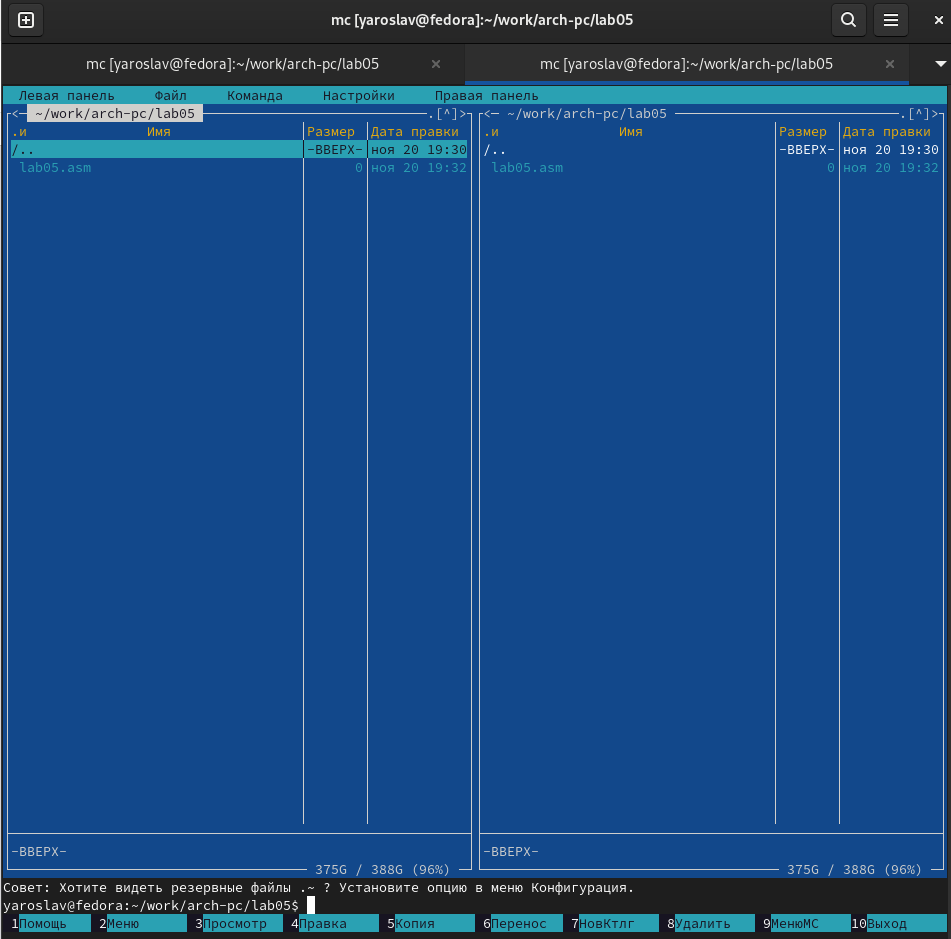 mc [yaroslav@fedora]:~/work/arch-pc/lab05
mc [yaroslav@fedora]:~/work/arch-pc/lab05 × mc [yaroslav@fedora]:~/work/arch-pc/lab05 ×
Левая панель Файл Команда Настройки Правая панель
<─ ~/work/arch-pc/lab05 .[^]> <─ ~/work/arch-pc/lab05 .[^]>
.и Имя Размер Дата правки .и Имя Размер Дата правки
/.. -ВВЕРХ- ноя 20 19:30 /.. -ВВЕРХ- ноя 20 19:30
lab05.asm 0 ноя 20 19:32 lab05.asm 0 ноя 20 19:32
-ВВЕРХ- -ВВЕРХ-
375G / 388G (96%) 375G / 388G (96%)
Совет: Хотите видеть резервные файлы .~ ? Установите опцию в меню Конфигурация.
yaroslav@fedora:~/work/arch-pc/lab05$
1Помощь 2Меню 3Просмотр 4Правка 5Копия 6Перенос 7НовКтлг 8Удалить 9МенюMC 10Выход